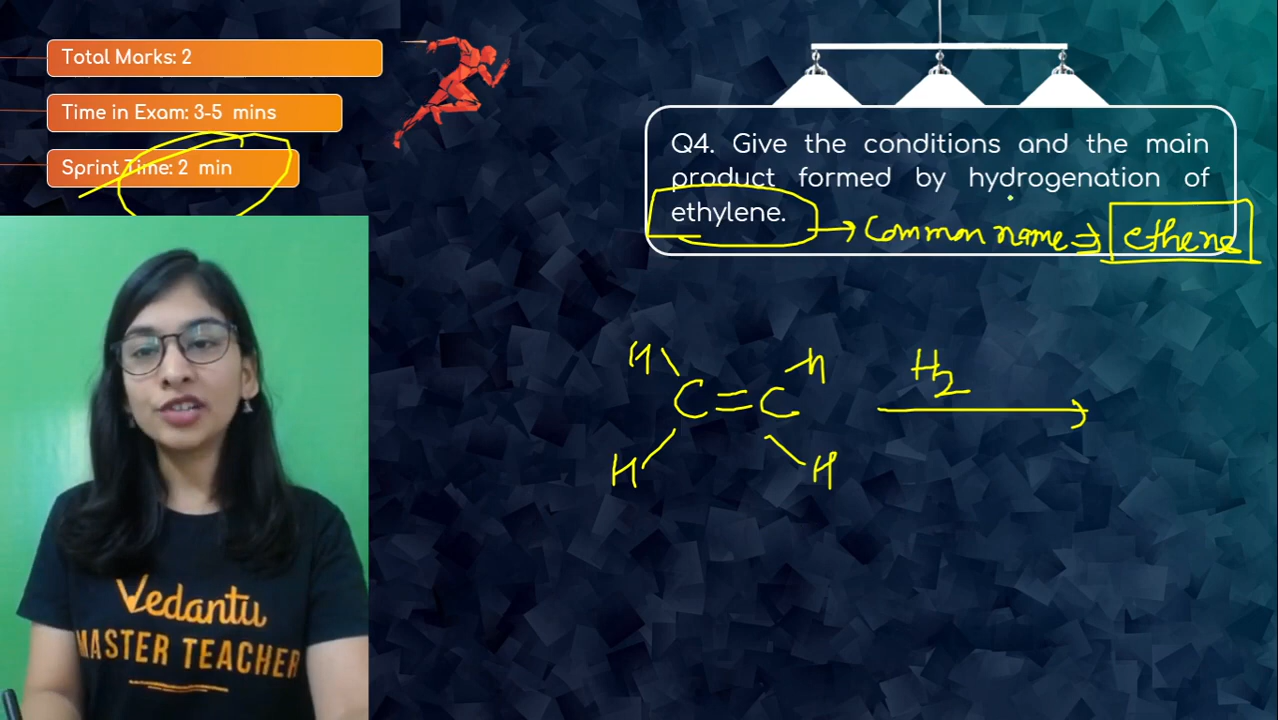 Total Marks: 2
Time in Exam: 3-5 mins
Sprint Time: 2 min
Q4. Give the conditions and the main
product formed by hydrogenation of
ethylene. → Common name ⇒ ethene
H H H2
C=C →
H H
Vedantu
MASTER TEACHER